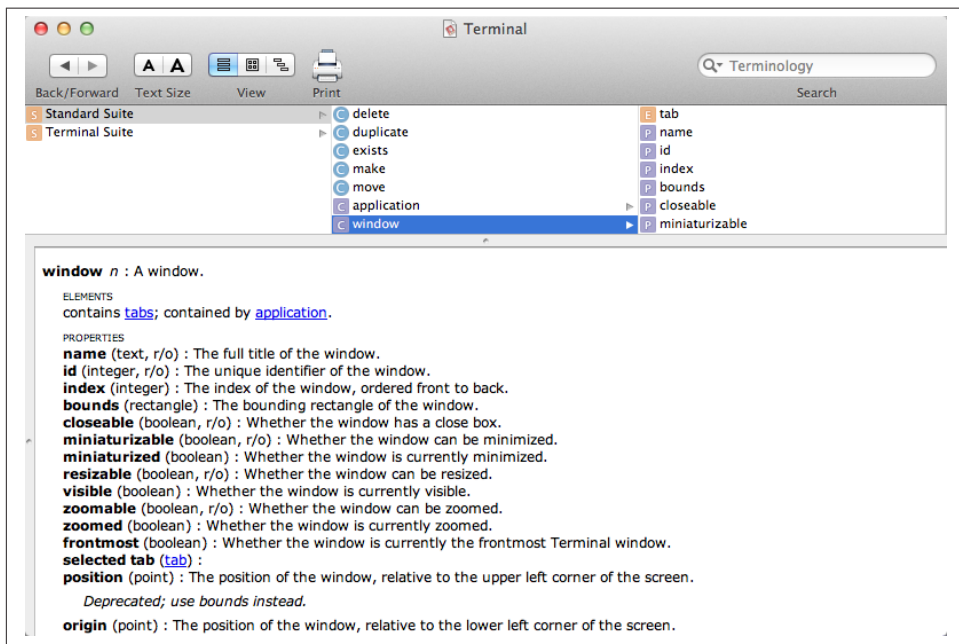 Terminal
A A
Terminology
Back/Forward Text Size View Print Search
S Standard Suite
S Terminal Suite
C delete
C duplicate
C exists
C make
C move
C application
C window
E tab
P name
P id
P index
P bounds
P closeable
P miniaturizable
window n : A window.
ELEMENTS
contains tabs; contained by application.
PROPERTIES
name (text, r/o) : The full title of the window.
id (integer, r/o) : The unique identifier of the window.
index (integer) : The index of the window, ordered front to back.
bounds (rectangle) : The bounding rectangle of the window.
closeable (boolean, r/o) : Whether the window has a close box.
miniaturizable (boolean, r/o) : Whether the window can be minimized.
miniaturized (boolean) : Whether the window is currently minimized.
resizable (boolean, r/o) : Whether the window can be resized.
visible (boolean) : Whether the window is currently visible.
zoomable (boolean, r/o) : Whether the window can be zoomed.
zoomed (boolean) : Whether the window is currently zoomed.
frontmost (boolean) : Whether the window is currently the frontmost Terminal window.
selected tab (tab) :
position (point) : The position of the window, relative to the upper left corner of the screen.
Deprecated; use bounds instead.
origin (point) : The position of the window, relative to the lower left corner of the screen.